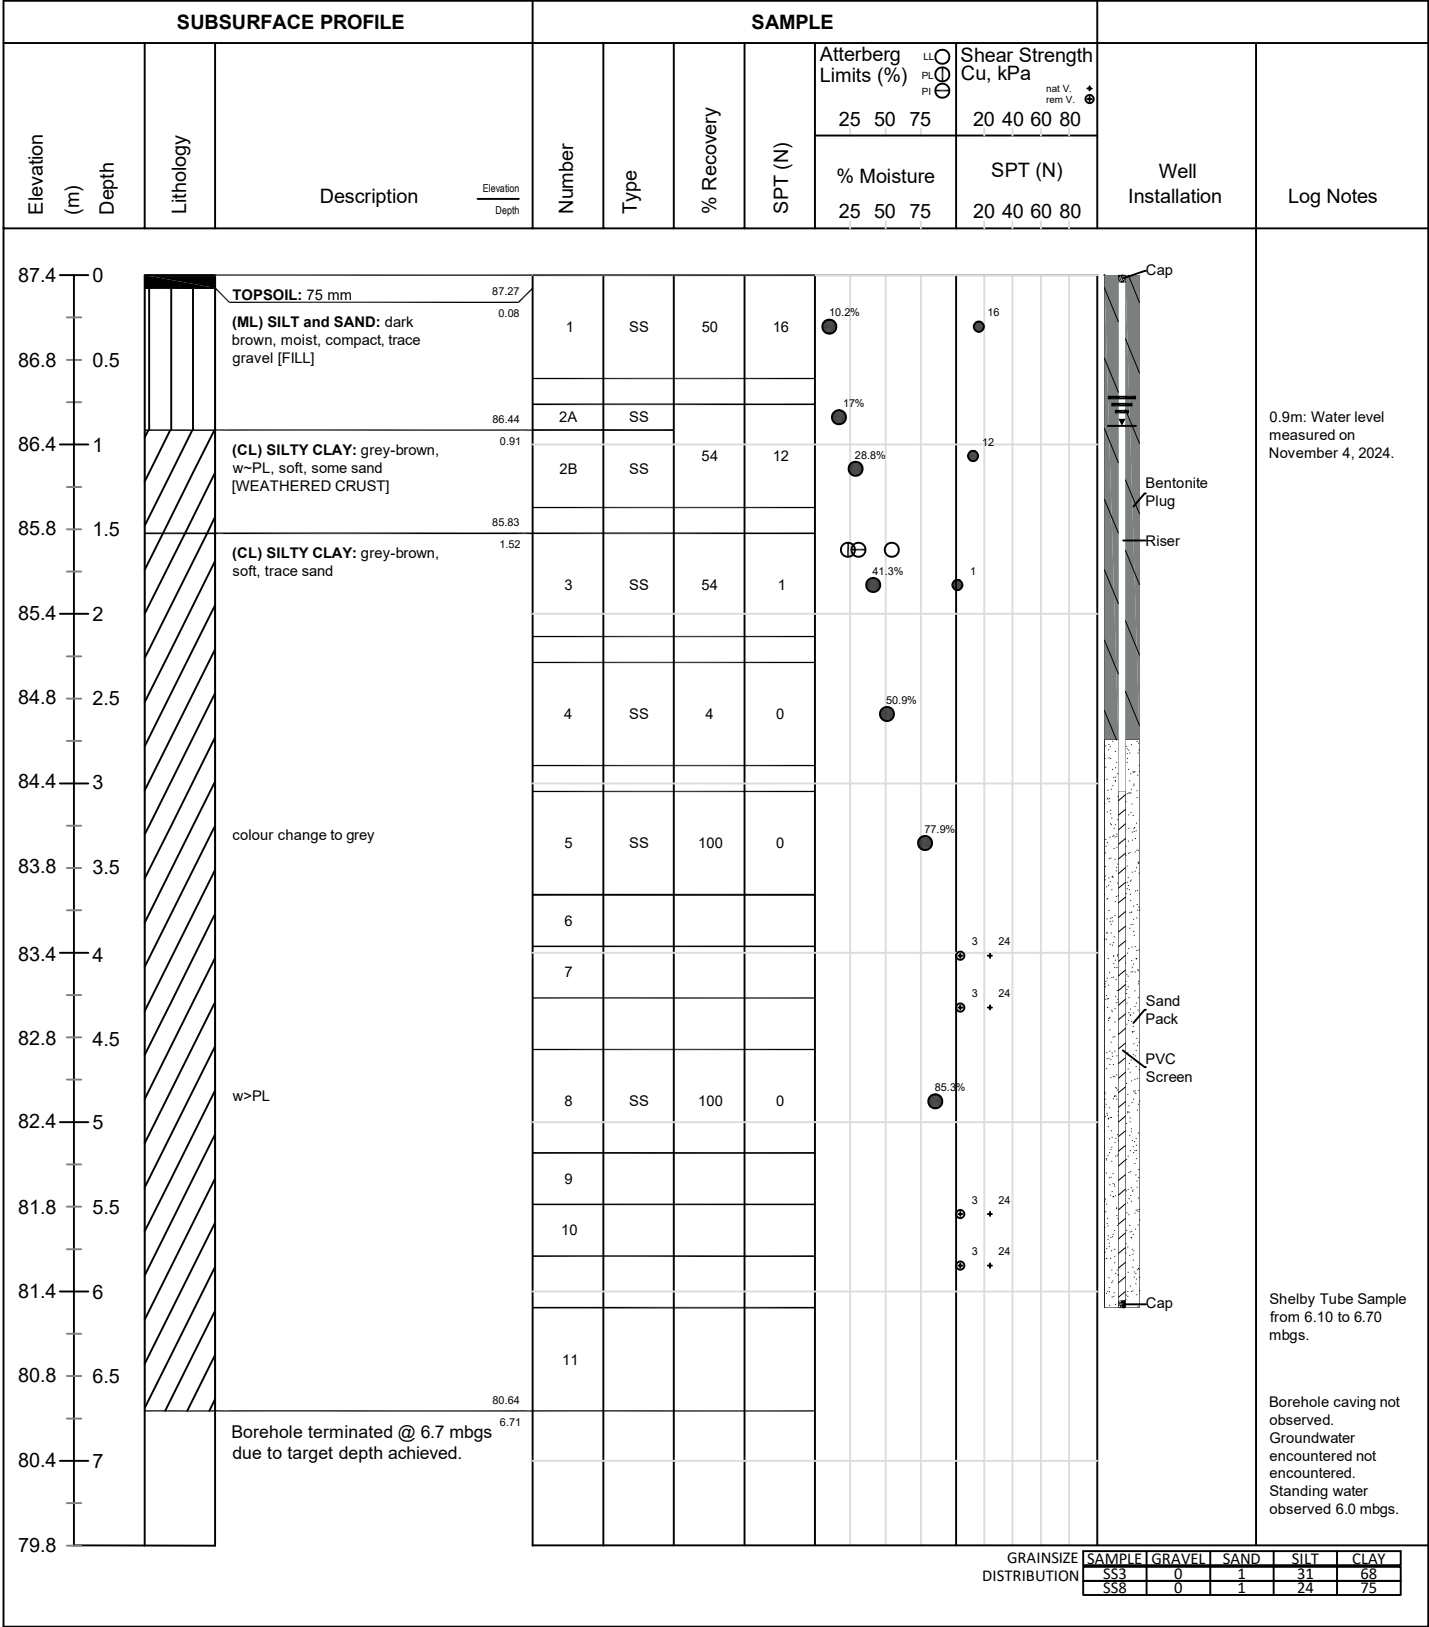 SUBSURFACE PROFILE
SAMPLE
Elevation
(m)
Depth
Lithology
Description
Elevation
Depth
Number
Type
% Recovery
SPT (N)
Atterberg
Limits (%)
LL
PL
PI
25 50 75
% Moisture
25 50 75
Shear Strength
Cu, kPa
nat V.
rem V.
20 40 60 80
SPT (N)
20 40 60 80
Well
Installation
Log Notes
87.4 0
86.8 0.5
86.4 1
85.8 1.5
85.4 2
84.8 2.5
84.4 3
83.8 3.5
83.4 4
82.8 4.5
82.4 5
81.8 5.5
81.4 6
80.8 6.5
80.4 7
79.8
TOPSOIL: 75 mm
87.27
0.08
(ML) SILT and SAND: dark
brown, moist, compact, trace
gravel [FILL]
86.44
0.91
(CL) SILTY CLAY: grey-brown,
w~PL, soft, some sand
[WEATHERED CRUST]
85.83
1.52
(CL) SILTY CLAY: grey-brown,
soft, trace sand
colour change to grey
w>PL
80.64
6.71
Borehole terminated @ 6.7 mbgs
due to target depth achieved.
1 SS 50 16
2A SS
54 12
2B SS
3 SS 54 1
4 SS 4 0
5 SS 100 0
6
7
8 SS 100 0
9
10
11
10.2%
17%
28.8%
41.3%
50.9%
77.9%
85.3%
16
12
1
3 24
3 24
3 24
3 24
Cap
Bentonite
Plug
Riser
Sand
Pack
PVC
Screen
Cap
0.9m: Water level
measured on
November 4, 2024.
Shelby Tube Sample
from 6.10 to 6.70
mbgs.
Borehole caving not
observed.
Groundwater
encountered not
encountered.
Standing water
observed 6.0 mbgs.
GRAINSIZE
DISTRIBUTION
SAMPLE GRAVEL SAND SILT CLAY
SS3 0 1 31 68
SS8 0 1 24 75